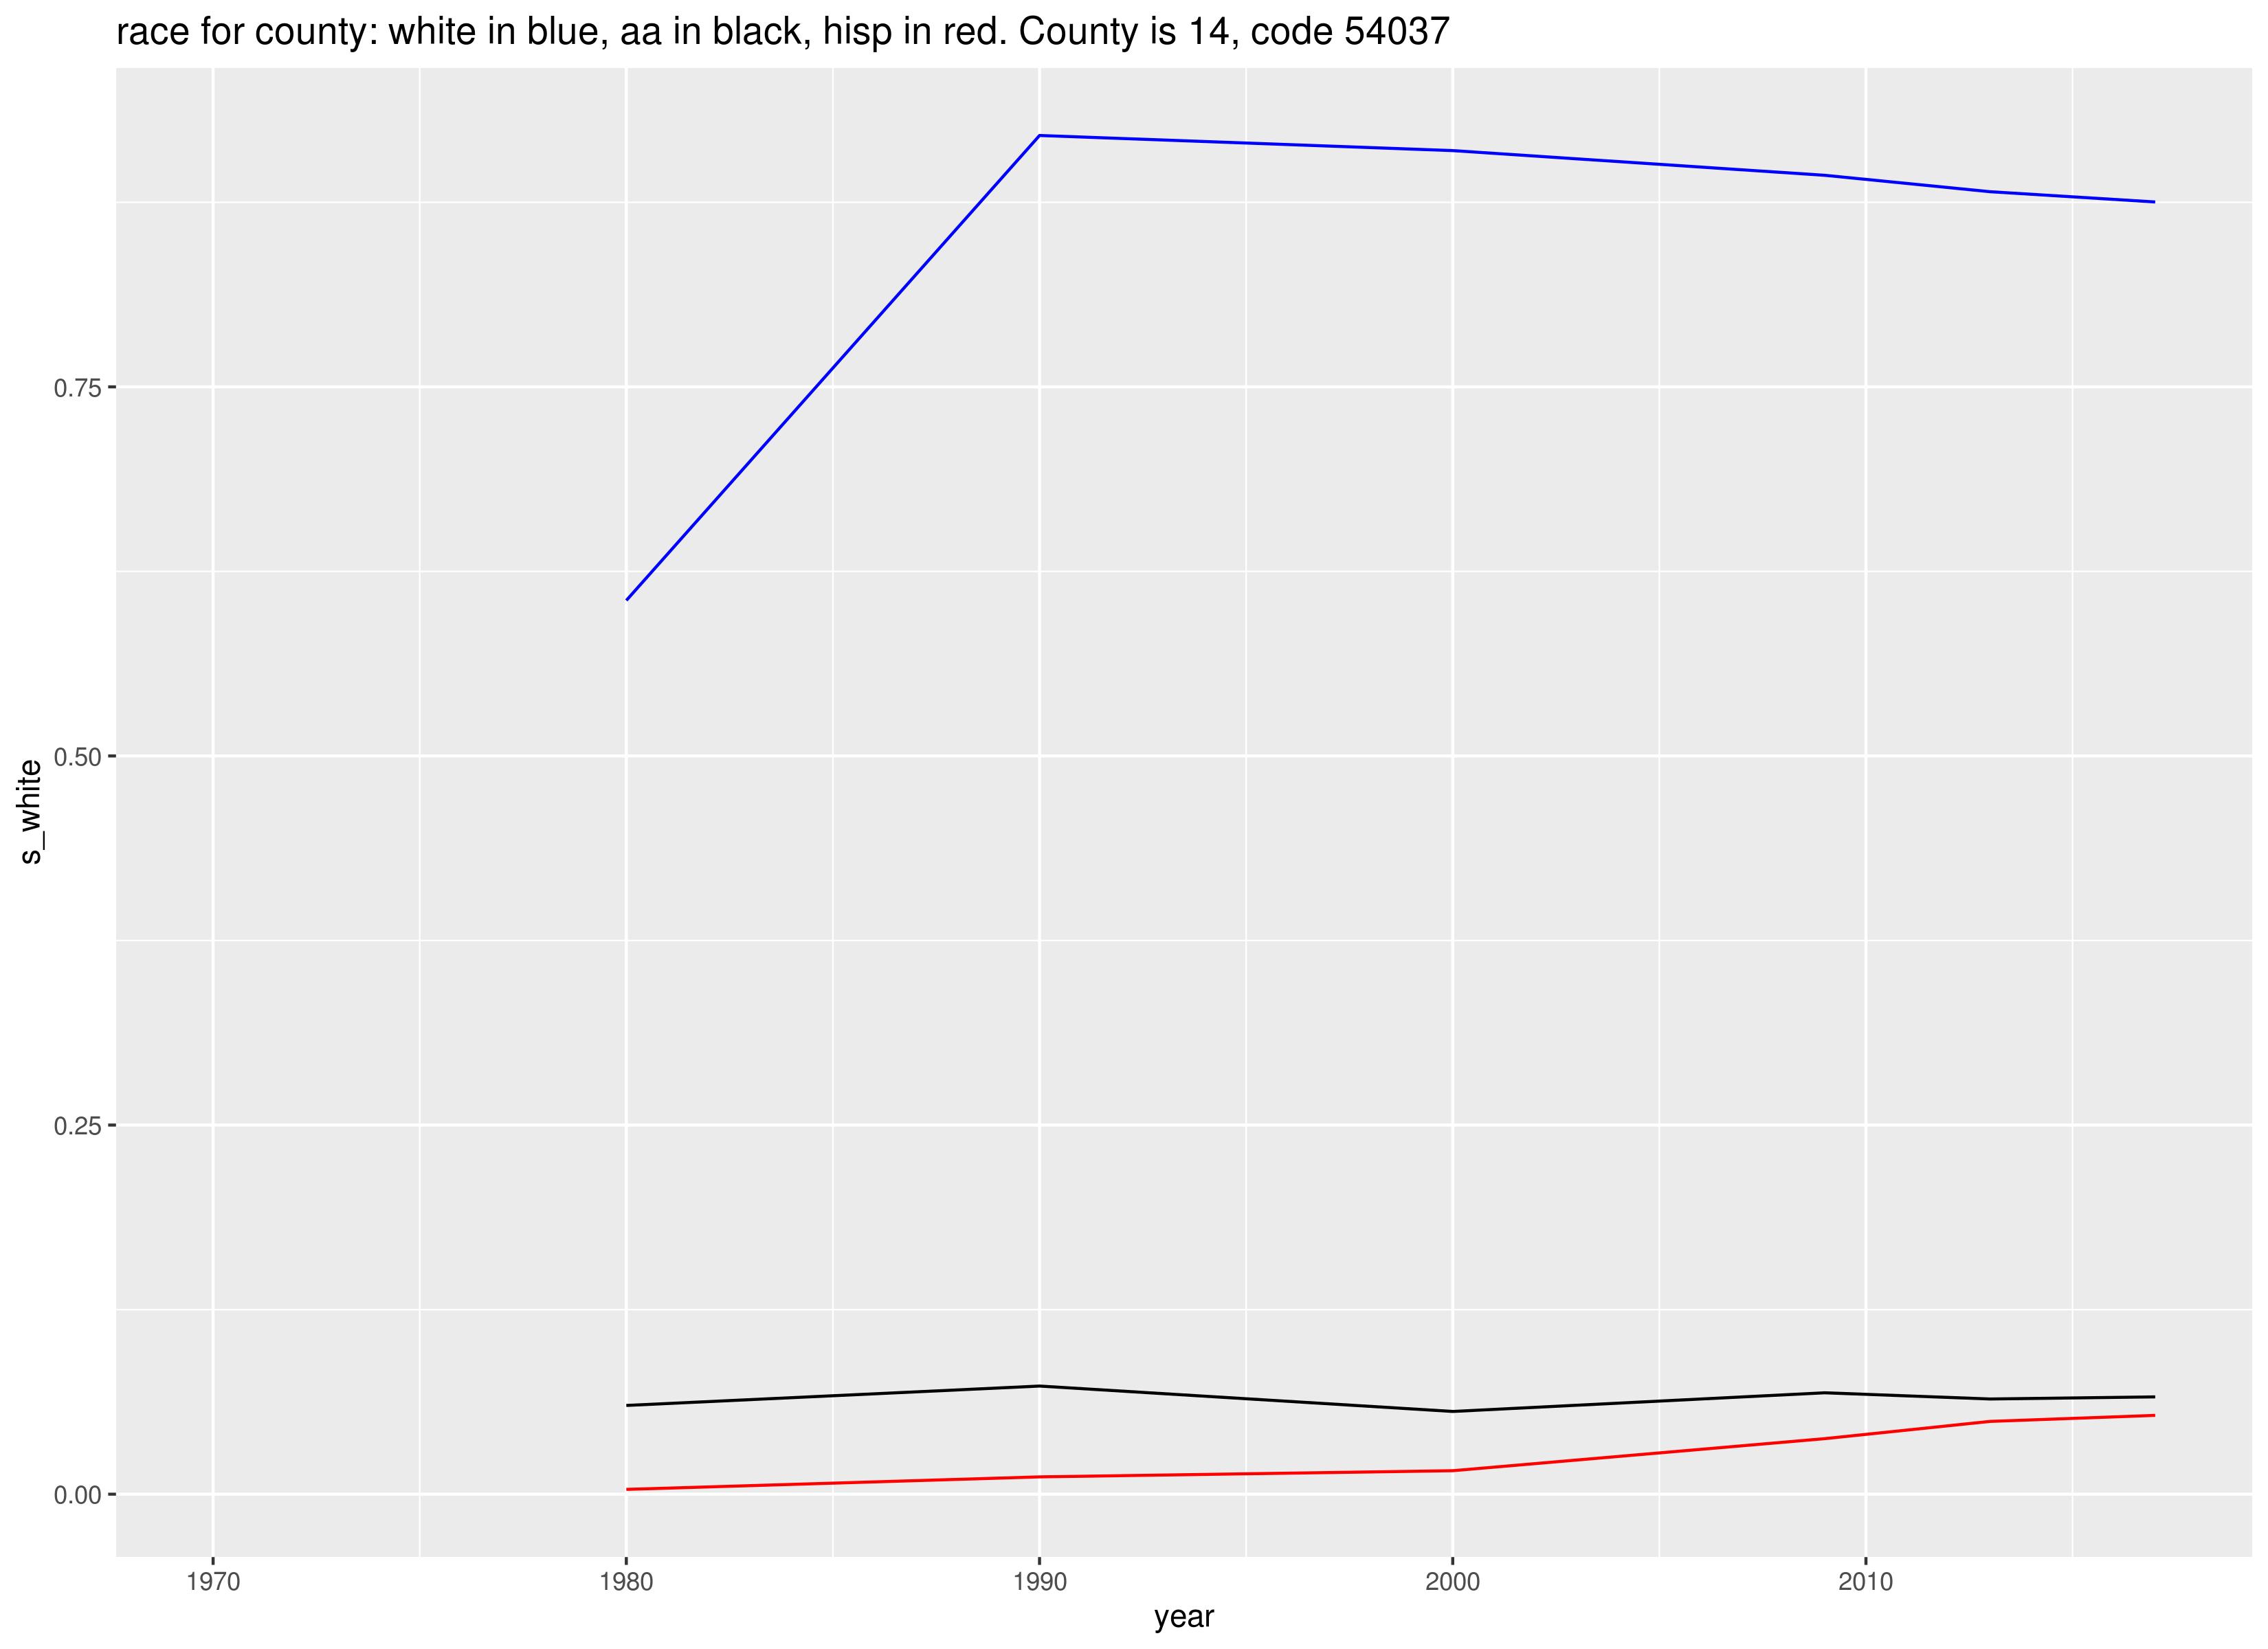 race for county: white in blue, aa in black, hisp in red. County is 14, code 54037
0.75
0.50
0.25
0.00
s_white
1970 1980 1990 2000 2010
year